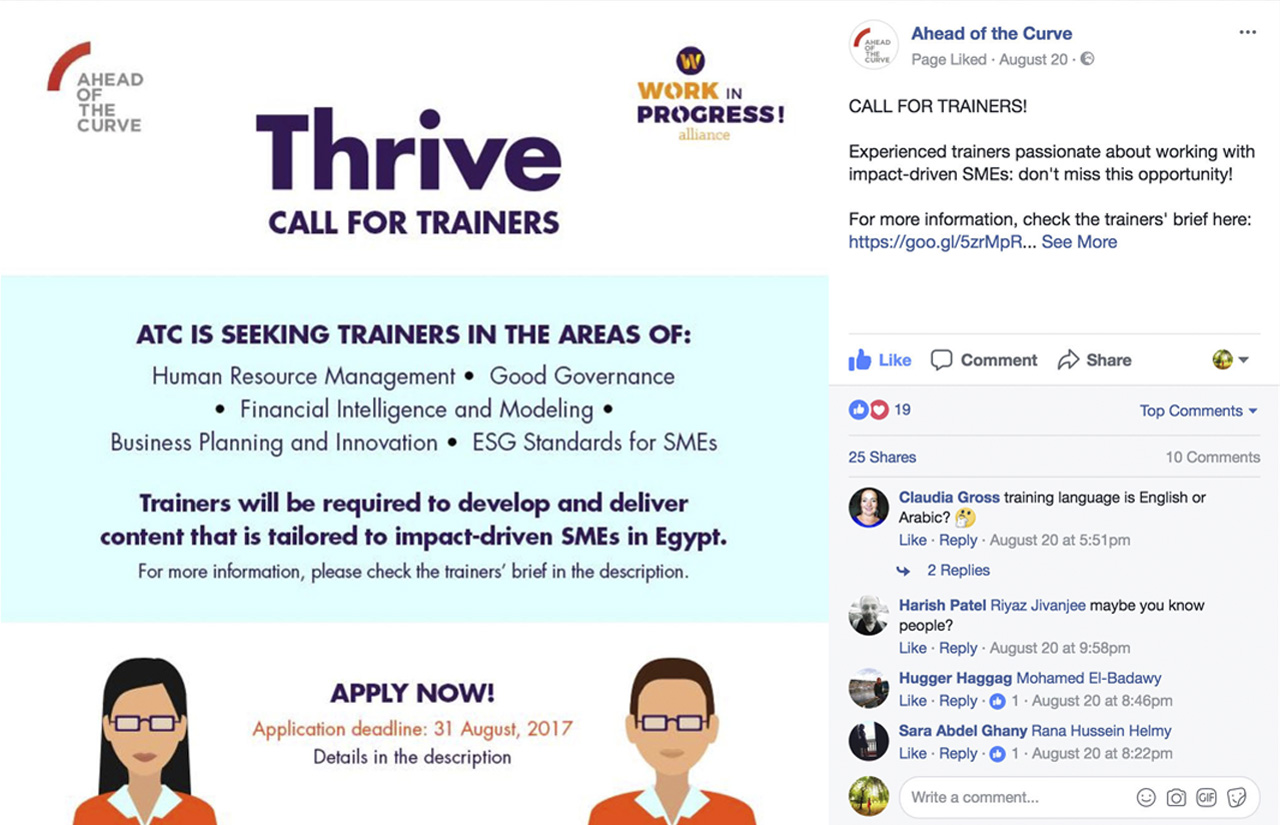 AHEAD
OF
THE
CURVE
W
WORK IN
PROGRESS!
alliance
Thrive
CALL FOR TRAINERS
ATC IS SEEKING TRAINERS IN THE AREAS OF:
Human Resource Management • Good Governance
• Financial Intelligence and Modeling •
Business Planning and Innovation • ESG Standards for SMEs
Trainers will be required to develop and deliver
content that is tailored to impact-driven SMEs in Egypt.
For more information, please check the trainers' brief in the description.
APPLY NOW!
Application deadline: 31 August, 2017
Details in the description
AHEAD
OF
THE
CURVE
Ahead of the Curve
Page Liked · August 20 ·
CALL FOR TRAINERS!
Experienced trainers passionate about working with
impact-driven SMEs: don't miss this opportunity!
For more information, check the trainers' brief here:
https://goo.gl/5zrMpR... See More
Like Comment Share
19 Top Comments
25 Shares 10 Comments
Claudia Gross training language is English or
Arabic? 🤔
Like · Reply · August 20 at 5:51pm
2 Replies
Harish Patel Riyaz Jivanjee maybe you know
people?
Like · Reply · August 20 at 9:58pm
Hugger Haggag Mohamed El-Badawy
Like · Reply · 1 · August 20 at 8:46pm
Sara Abdel Ghany Rana Hussein Helmy
Like · Reply · 1 · August 20 at 8:22pm
Write a comment... GIF